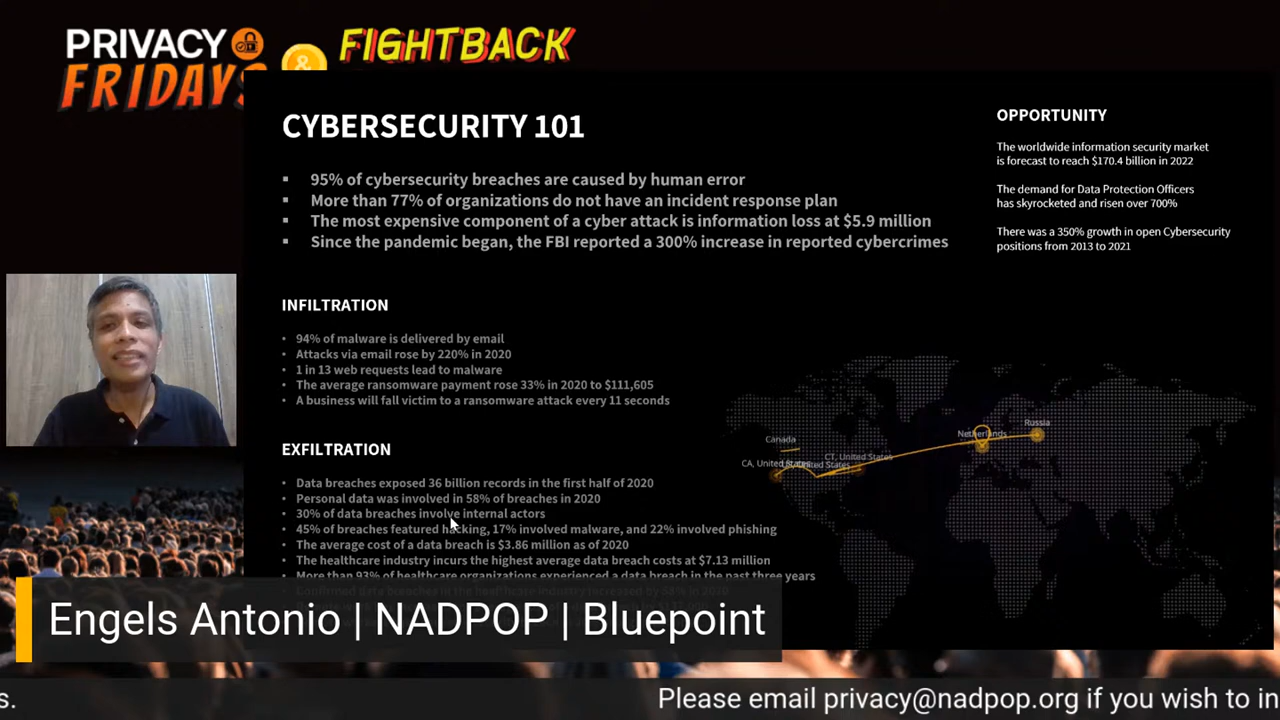 PRIVACY
FRIDAYS
&
FIGHTBACK
CYBERSECURITY 101
▪ 95% of cybersecurity breaches are caused by human error
▪ More than 77% of organizations do not have an incident response plan
▪ The most expensive component of a cyber attack is information loss at $5.9 million
▪ Since the pandemic began, the FBI reported a 300% increase in reported cybercrimes
OPPORTUNITY
The worldwide information security market
is forecast to reach $170.4 billion in 2022
The demand for Data Protection Officers
has skyrocketed and risen over 700%
There was a 350% growth in open Cybersecurity
positions from 2013 to 2021
INFILTRATION
• 94% of malware is delivered by email
• Attacks via email rose by 220% in 2020
• 1 in 13 web requests lead to malware
• The average ransomware payment rose 33% in 2020 to $111,605
• A business will fall victim to a ransomware attack every 11 seconds
EXFILTRATION
• Data breaches exposed 36 billion records in the first half of 2020
• Personal data was involved in 58% of breaches in 2020
• 30% of data breaches involve internal actors
• 45% of breaches featured hacking, 17% involved malware, and 22% involved phishing
• The average cost of a data breach is $3.86 million as of 2020
• The healthcare industry incurs the highest average data breach costs at $7.13 million
• More than 93% of healthcare organizations experienced a data breach in the past three years
Canada
CA, United States
United States
CT, United States
Netherlands
Russia
Engels Antonio | NADPOP | Bluepoint
s.
Please email privacy@nadpop.org if you wish to in